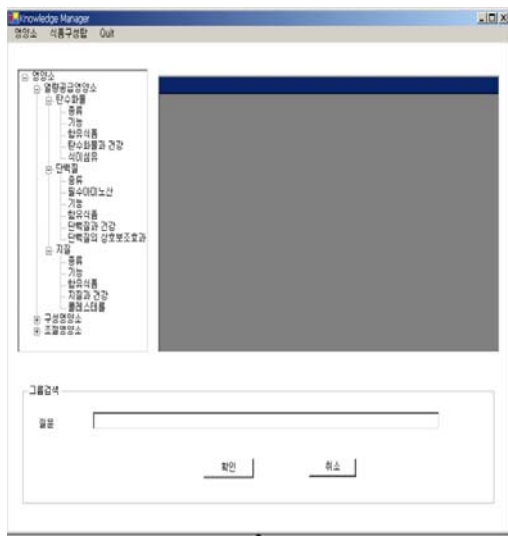 Knowledge Manager
영양소 식품구성탑 Quit
영양소
열량공급영양소
탄수화물
종류
기능
함유식품
탄수화물과 건강
식이섬유
단백질
종류
필수아미노산
기능
함유식품
단백질과 건강
단백질의 상호보조효과
지질
종류
기능
함유식품
지질과 건강
콜레스테롤
구성영양소
조절영양소
그룹검색
질문
확인 취소